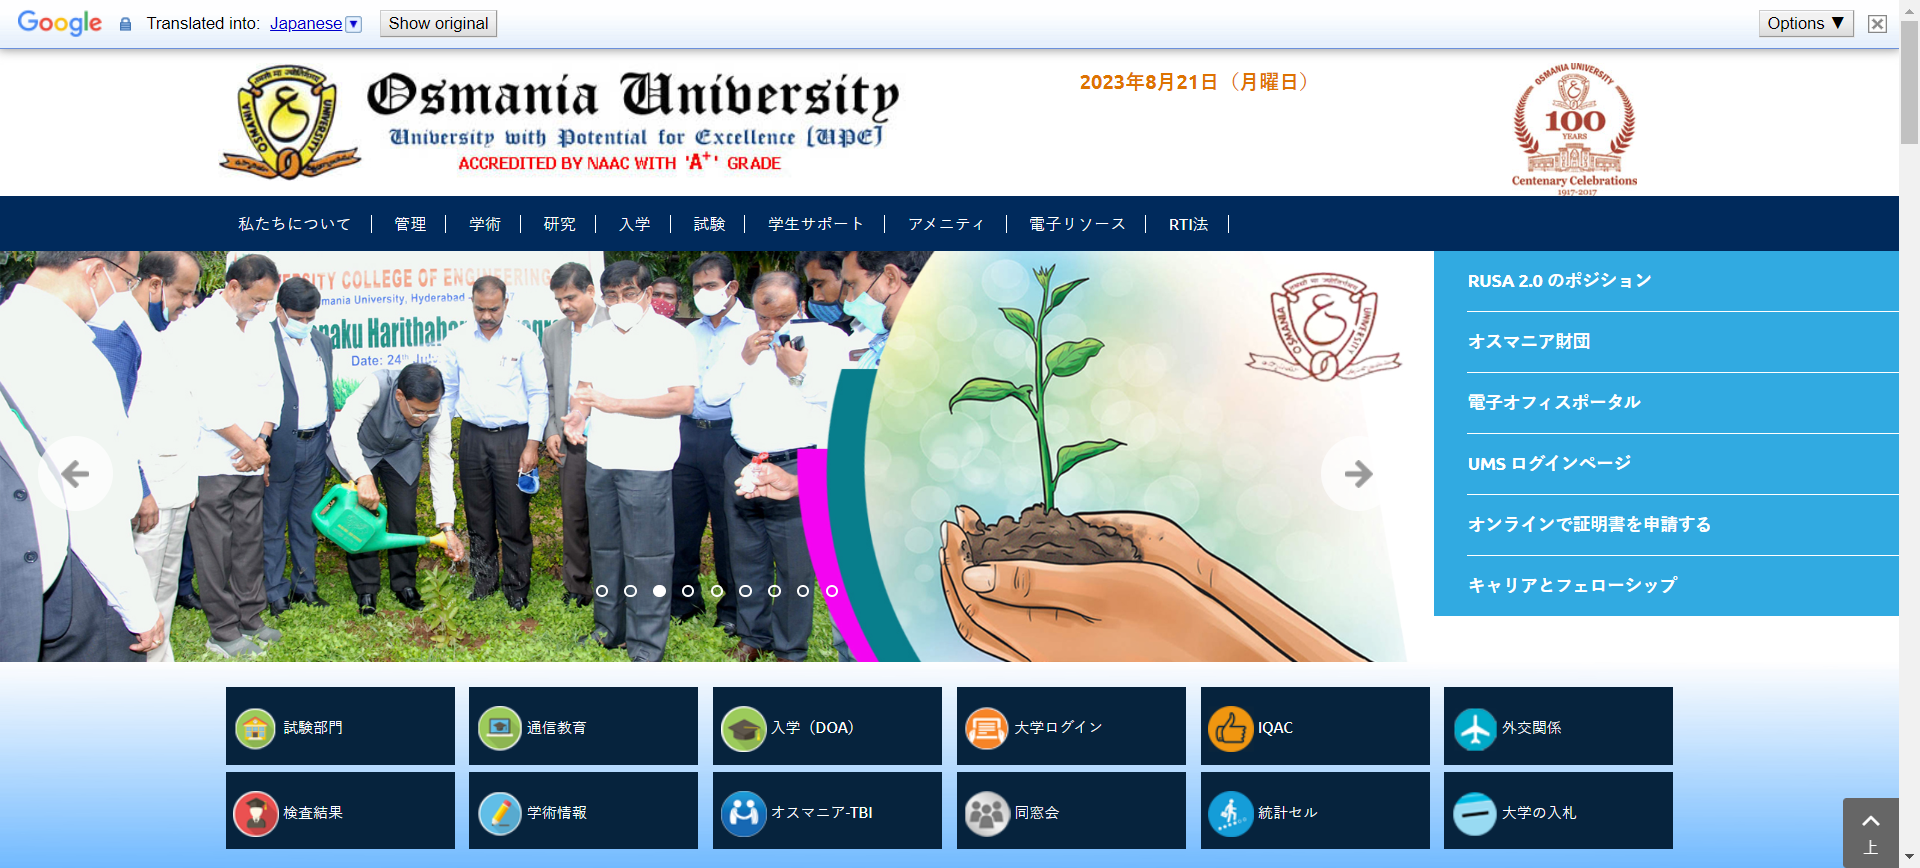 Google Translated into: Japanese Show original Options ▼
Osmania University
University with Potential for Excellence [UPE]
ACCREDITED BY NAAC WITH 'A+' GRADE
2023年8月21日（月曜日）
OSMANIA UNIVERSITY
100
YEARS
Centenary Celebrations
1917-2017
私たちについて
管理
学術
研究
入学
試験
学生サポート
アメニティ
電子リソース
RTI法
COLLEGE OF ENGINEERING
Osmania University, Hyderabad
Date: 24th
OSMANIA UNIVERSITY
RUSA 2.0 のポジション
オスマニア財団
電子オフィスポータル
UMS ログインページ
オンラインで証明書を申請する
キャリアとフェローシップ
試験部門
通信教育
入学（DOA）
大学ログイン
IQAC
外交関係
検査結果
学術情報
オスマニア-TBI
同窓会
統計セル
大学の入札
上